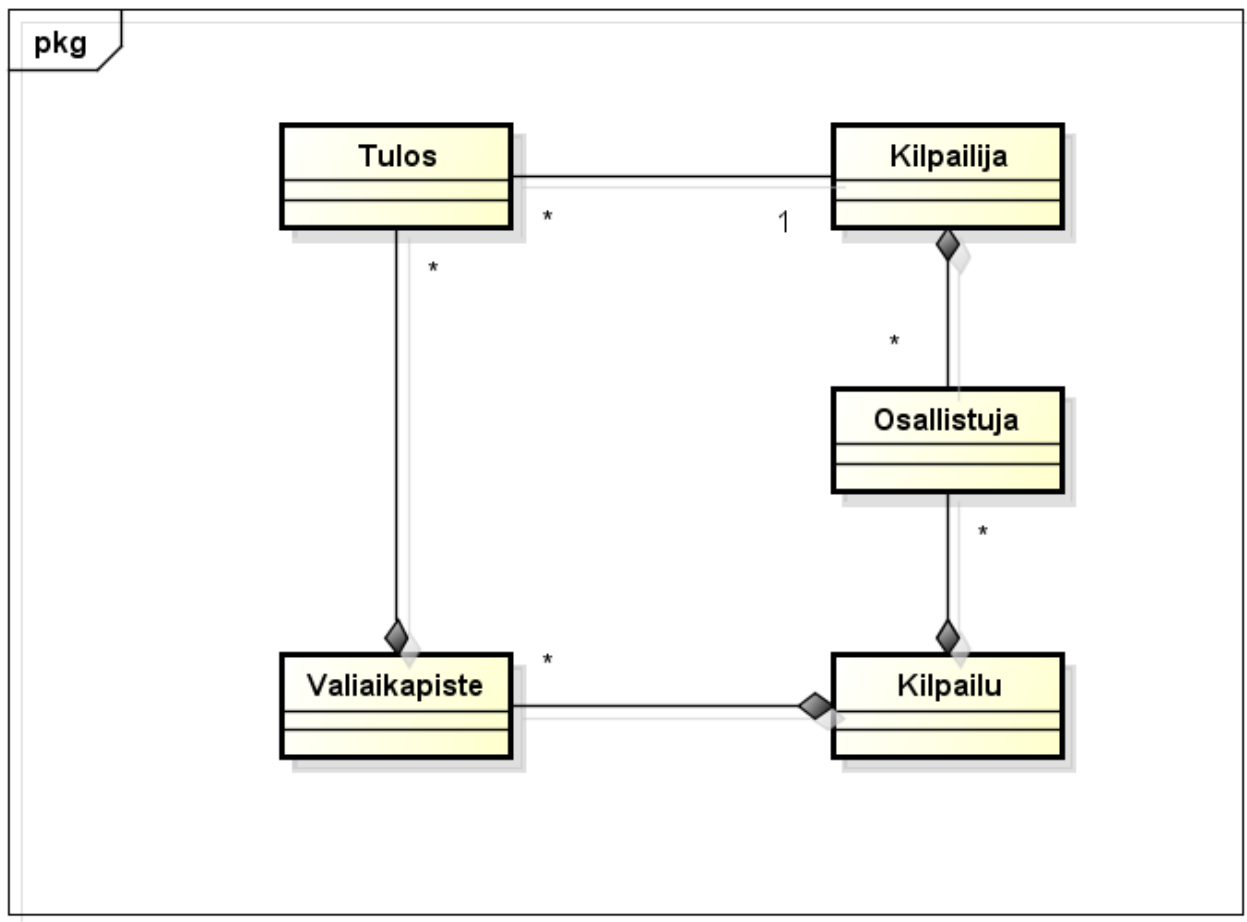 pkg
Tulos
Kilpailija
*
1
*
*
Osallistuja
*
*
Valiaikapiste
Kilpailu